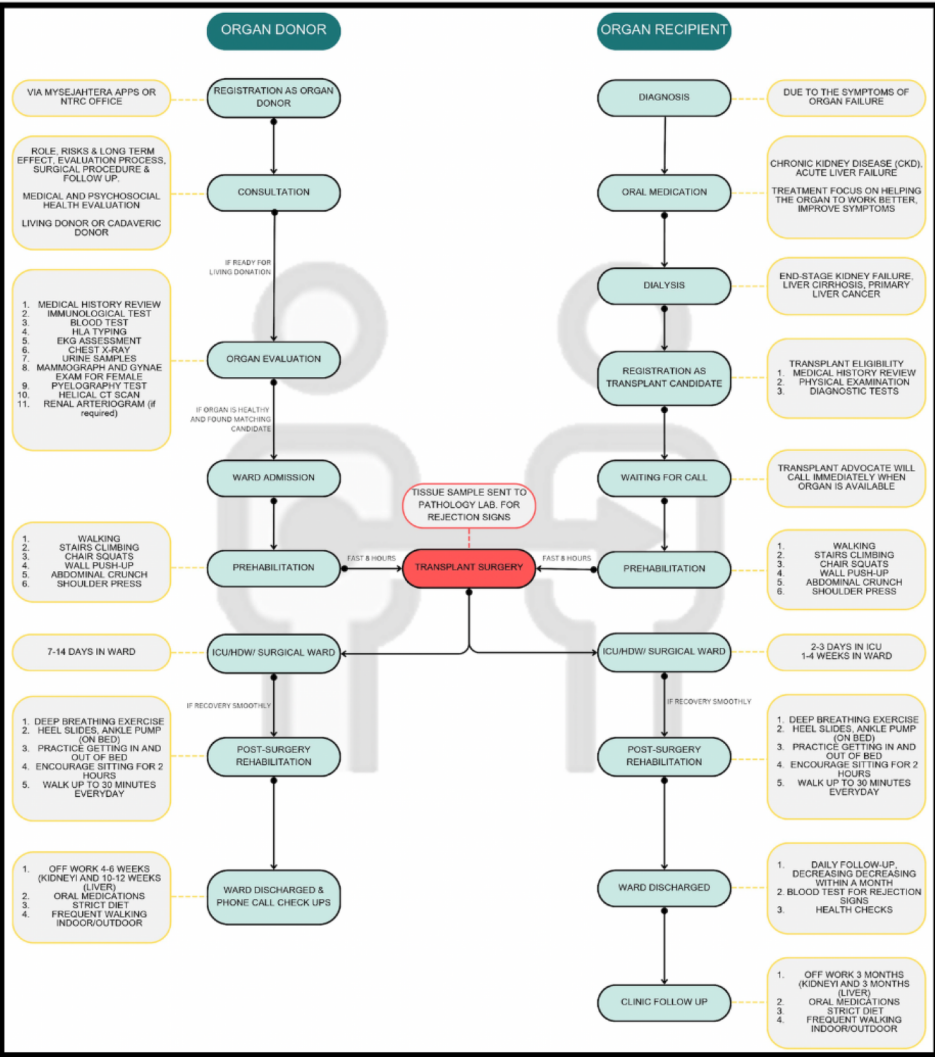 ORGAN DONOR
VIA MYSEJAHTERA APPS OR
NTRC OFFICE
REGISTRATION AS ORGAN
DONOR
ROLE, RISKS & LONG TERM
EFFECT, EVALUATION PROCESS,
SURGICAL PROCEDURE &
FOLLOW UP.
MEDICAL AND PSYCHOSOCIAL
HEALTH EVALUATION
LIVING DONOR OR CADAVERIC
DONOR
CONSULTATION
IF READY FOR
LIVING DONATION
1. MEDICAL HISTORY REVIEW
2. IMMUNOLOGICAL TEST
3. BLOOD TEST
4. HLA TYPING
5. EKG ASSESSMENT
6. CHEST X-RAY
7. URINE SAMPLES
8. MAMMOGRAPH AND GYNAE
EXAM FOR FEMALE
9. PYELOGRAPHY TEST
10. HELICAL CT SCAN
11. RENAL ARTERIOGRAM (if
required)
ORGAN EVALUATION
IF ORGAN IS HEALTHY
AND FOUND MATCHING
CANDIDATE
WARD ADMISSION
1. WALKING
2. STAIRS CLIMBING
3. CHAIR SQUATS
4. WALL PUSH-UP
5. ABDOMINAL CRUNCH
6. SHOULDER PRESS
PREHABILITATION
FAST 8 HOURS
TISSUE SAMPLE SENT TO
PATHOLOGY LAB. FOR
REJECTION SIGNS
TRANSPLANT SURGERY
FAST 8 HOURS
7-14 DAYS IN WARD
ICU/HDW/ SURGICAL WARD
IF RECOVERY SMOOTHLY
1. DEEP BREATHING EXERCISE
2. HEEL SLIDES, ANKLE PUMP
(ON BED)
3. PRACTICE GETTING IN AND
OUT OF BED
4. ENCOURAGE SITTING FOR 2
HOURS
5. WALK UP TO 30 MINUTES
EVERYDAY
POST-SURGERY
REHABILITATION
1. OFF WORK 4-6 WEEKS
(KIDNEY) AND 10-12 WEEKS
(LIVER)
2. ORAL MEDICATIONS
3. STRICT DIET
4. FREQUENT WALKING
INDOOR/OUTDOOR
WARD DISCHARGED &
PHONE CALL CHECK UPS
ORGAN RECIPIENT
DIAGNOSIS
DUE TO THE SYMPTOMS OF
ORGAN FAILURE
ORAL MEDICATION
CHRONIC KIDNEY DISEASE (CKD),
ACUTE LIVER FAILURE
TREATMENT FOCUS ON HELPING
THE ORGAN TO WORK BETTER,
IMPROVE SYMPTOMS
DIALYSIS
END-STAGE KIDNEY FAILURE,
LIVER CIRRHOSIS, PRIMARY
LIVER CANCER
REGISTRATION AS
TRANSPLANT CANDIDATE
TRANSPLANT ELIGIBILITY
1. MEDICAL HISTORY REVIEW
2. PHYSICAL EXAMINATION
3. DIAGNOSTIC TESTS
WAITING FOR CALL
TRANSPLANT ADVOCATE WILL
CALL IMMEDIATELY WHEN
ORGAN IS AVAILABLE
PREHABILITATION
1. WALKING
2. STAIRS CLIMBING
3. CHAIR SQUATS
4. WALL PUSH-UP
5. ABDOMINAL CRUNCH
6. SHOULDER PRESS
ICU/HDW/ SURGICAL WARD
2-3 DAYS IN ICU
1-4 WEEKS IN WARD
IF RECOVERY SMOOTHLY
POST-SURGERY
REHABILITATION
1. DEEP BREATHING EXERCISE
2. HEEL SLIDES, ANKLE PUMP
(ON BED)
3. PRACTICE GETTING IN AND
OUT OF BED
4. ENCOURAGE SITTING FOR 2
HOURS
5. WALK UP TO 30 MINUTES
EVERYDAY
WARD DISCHARGED
1. DAILY FOLLOW-UP,
DECREASING DECREASING
WITHIN A MONTH
2. BLOOD TEST FOR REJECTION
SIGNS
3. HEALTH CHECKS
CLINIC FOLLOW UP
1. OFF WORK 3 MONTHS
(KIDNEY) AND 3 MONTHS
(LIVER)
2. ORAL MEDICATIONS
3. STRICT DIET
4. FREQUENT WALKING
INDOOR/OUTDOOR